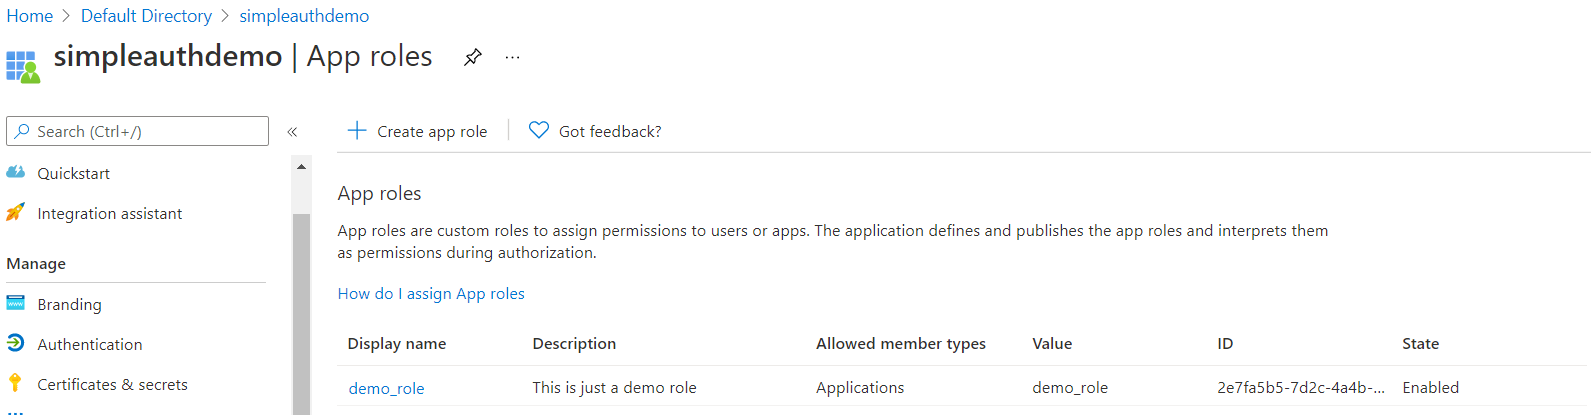 Home > Default Directory > simpleauthdemo
simpleauthdemo | App roles
Search (Ctrl+/)
«
Quickstart
Integration assistant
Manage
Branding
Authentication
Certificates & secrets
Create app role
Got feedback?
App roles
App roles are custom roles to assign permissions to users or apps. The application defines and publishes the app roles and interprets them
as permissions during authorization.
How do I assign App roles
Display name Description Allowed member types Value ID State
demo_role This is just a demo role Applications demo_role 2e7fa5b5-7d2c-4a4b-... Enabled